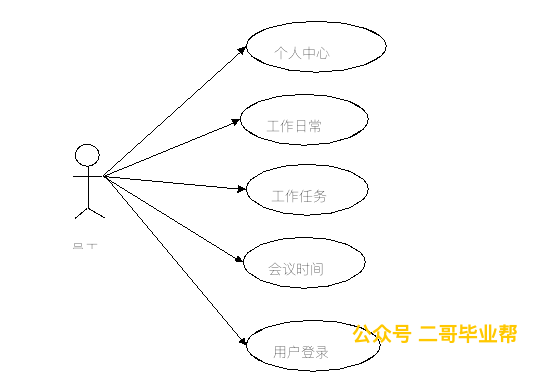 个人中心
工作日常
工作任务
员工
会议时间
公众号 二哥毕业帮
用户登录